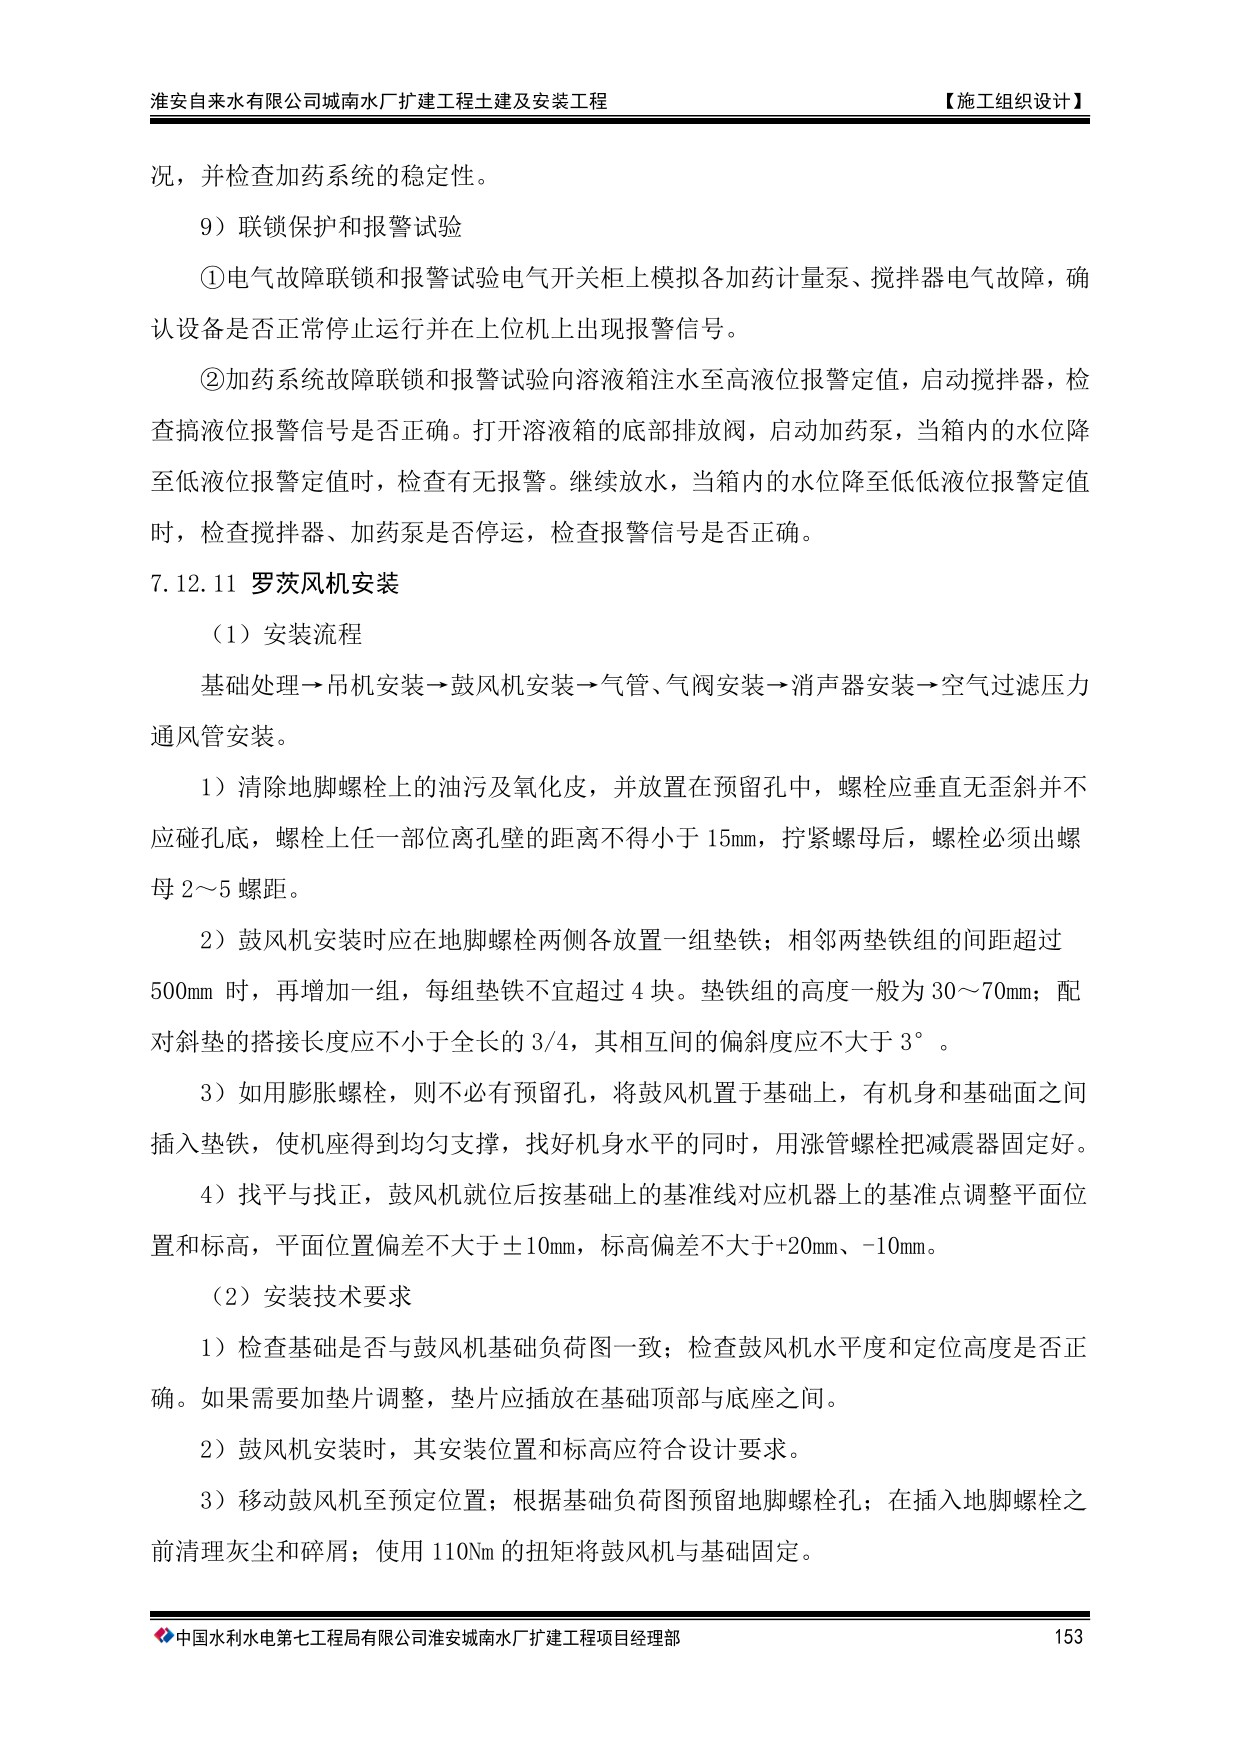 淮安自来水有限公司城南水厂扩建工程土建及安装工程 【施工组织设计】
况，并检查加药系统的稳定性。
9）联锁保护和报警试验
①电气故障联锁和报警试验电气开关柜上模拟各加药计量泵、搅拌器电气故障，确
认设备是否正常停止运行并在上位机上出现报警信号。
②加药系统故障联锁和报警试验向溶液箱注水至高液位报警定值，启动搅拌器，检
查搞液位报警信号是否正确。打开溶液箱的底部排放阀，启动加药泵，当箱内的水位降
至低液位报警定值时，检查有无报警。继续放水，当箱内的水位降至低低液位报警定值
时，检查搅拌器、加药泵是否停运，检查报警信号是否正确。
7.12.11 罗茨风机安装
（1）安装流程
基础处理→吊机安装→鼓风机安装→气管、气阀安装→消声器安装→空气过滤压力
通风管安装。
1）清除地脚螺栓上的油污及氧化皮，并放置在预留孔中，螺栓应垂直无歪斜并不
应碰孔底，螺栓上任一部位离孔壁的距离不得小于 15mm，拧紧螺母后，螺栓必须出螺
母 2～5 螺距。
2）鼓风机安装时应在地脚螺栓两侧各放置一组垫铁；相邻两垫铁组的间距超过
500mm 时，再增加一组，每组垫铁不宜超过 4 块。垫铁组的高度一般为 30～70mm；配
对斜垫的搭接长度应不小于全长的 3/4，其相互间的偏斜度应不大于 3°。
3）如用膨胀螺栓，则不必有预留孔，将鼓风机置于基础上，有机身和基础面之间
插入垫铁，使机座得到均匀支撑，找好机身水平的同时，用涨管螺栓把减震器固定好。
4）找平与找正，鼓风机就位后按基础上的基准线对应机器上的基准点调整平面位
置和标高，平面位置偏差不大于±10mm，标高偏差不大于+20mm、-10mm。
（2）安装技术要求
1）检查基础是否与鼓风机基础负荷图一致；检查鼓风机水平度和定位高度是否正
确。如果需要加垫片调整，垫片应插放在基础顶部与底座之间。
2）鼓风机安装时，其安装位置和标高应符合设计要求。
3）移动鼓风机至预定位置；根据基础负荷图预留地脚螺栓孔；在插入地脚螺栓之
前清理灰尘和碎屑；使用 110Nm 的扭矩将鼓风机与基础固定。
中国水利水电第七工程局有限公司淮安城南水厂扩建工程项目经理部 153